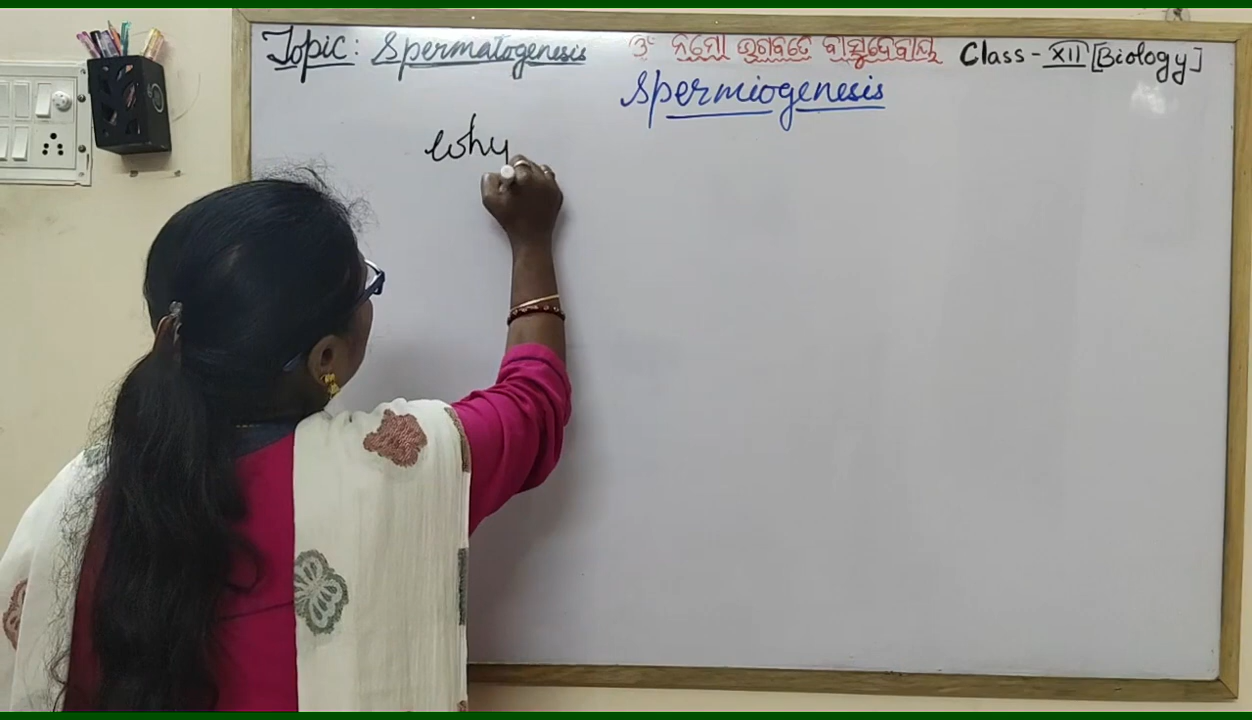 Topic: Spermatogenesis ଓଁ ନମୋ ଭଗବତେ ବାସୁଦେବାୟ Class - XII [Biology]
Spermiogenesis
why